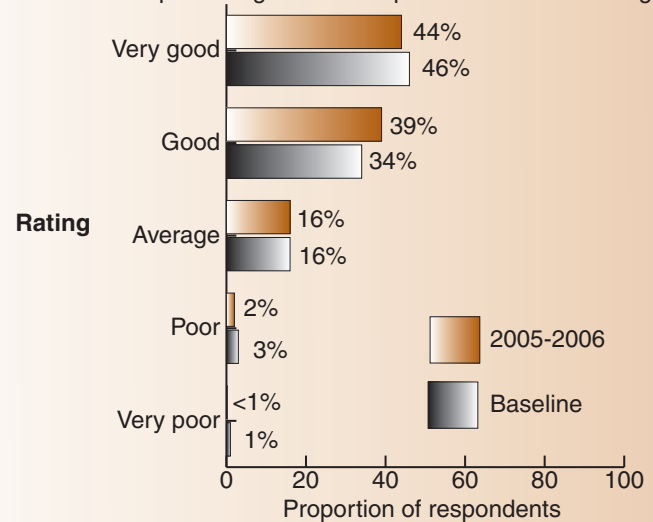 Very good
44%
46%
Good
39%
34%
Rating
Average
16%
16%
Poor
2%
3%
2005-2006
Baseline
Very poor
<1%
1%
0 20 40 60 80 100
Proportion of respondents